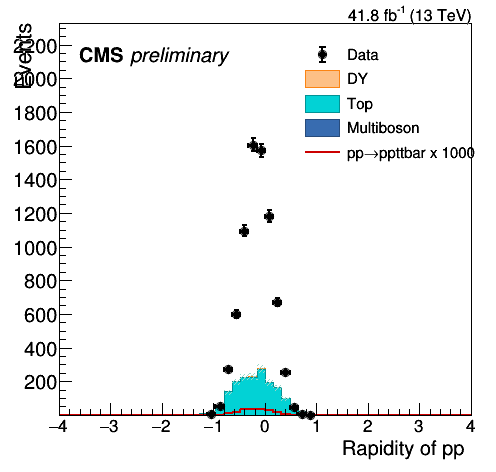 41.8 fb⁻¹ (13 TeV)
Events
CMS preliminary
Data
DY
Top
Multiboson
pp→ppttbar x 1000
2200
2000
1800
1600
1400
1200
1000
800
600
400
200
−4 −3 −2 −1 0 1 2 3 4
Rapidity of pp